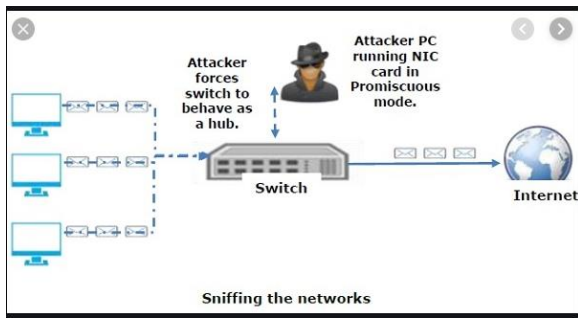 Attacker
forces
switch to
behave as
a hub.
Attacker PC
running NIC
card in
Promiscuous
mode.
Switch
Internet
Sniffing the networks